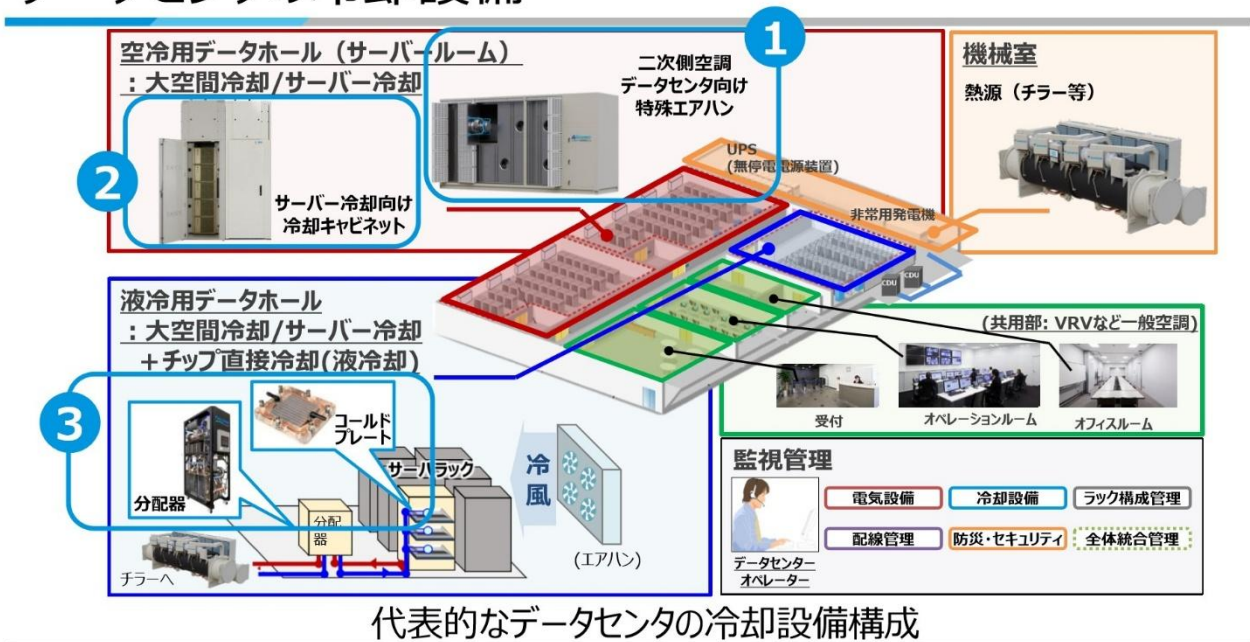 データセンタの冷却設備
空冷用データホール（サーバールーム）
：大空間冷却/サーバー冷却
1
二次側空調
データセンタ向け
特殊エアハン
2
サーバー冷却向け
冷却キャビネット
機械室
熱源（チラー等）
UPS
(無停電電源装置)
非常用発電機
CDU
CDU
液冷用データホール
：大空間冷却/サーバー冷却
＋チップ直接冷却(液冷却)
3
コールド
プレート
分配器
サーバラック
冷風
分配器
(エアハン)
チラーへ
(共用部: VRVなど一般空調)
受付
オペレーションルーム
オフィスルーム
監視管理
電気設備
冷却設備
ラック構成管理
配線管理
防災・セキュリティ
全体統合管理
データセンター
オペレーター
代表的なデータセンタの冷却設備構成